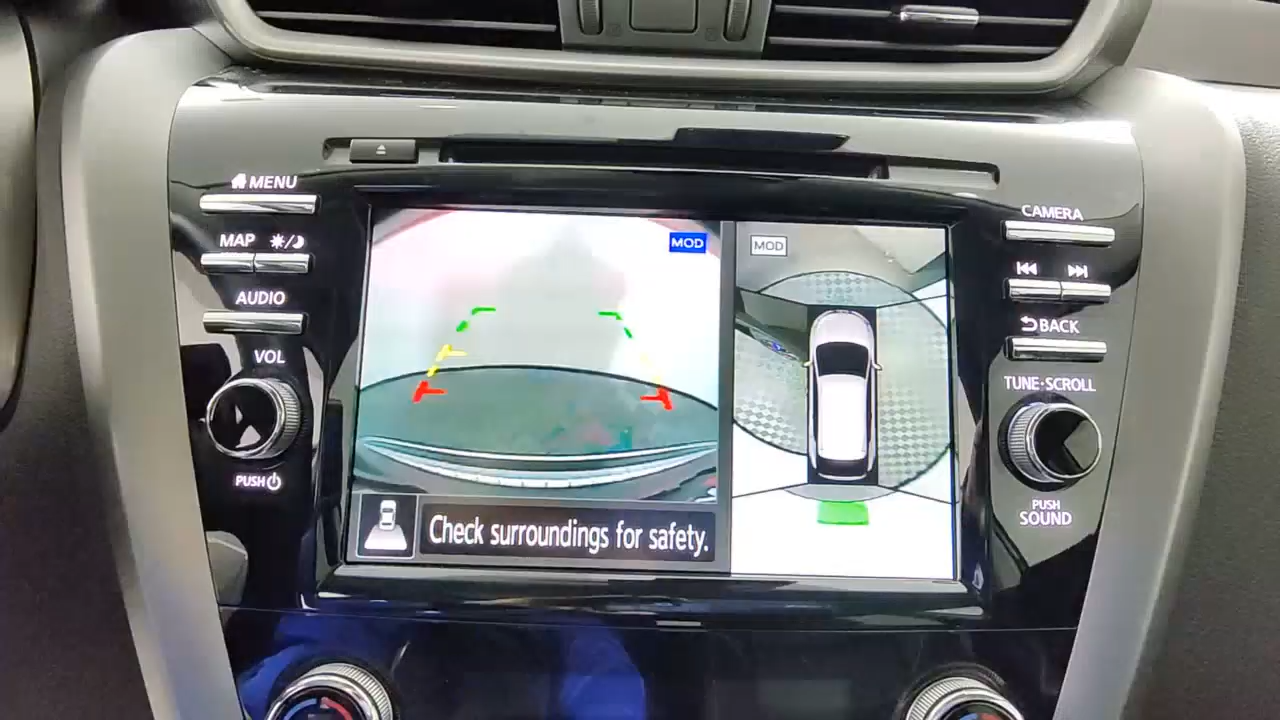 MENU
MAP
AUDIO
VOL
PUSH
MOD
MOD
Check surroundings for safety.
CAMERA
BACK
TUNE·SCROLL
PUSH
SOUND